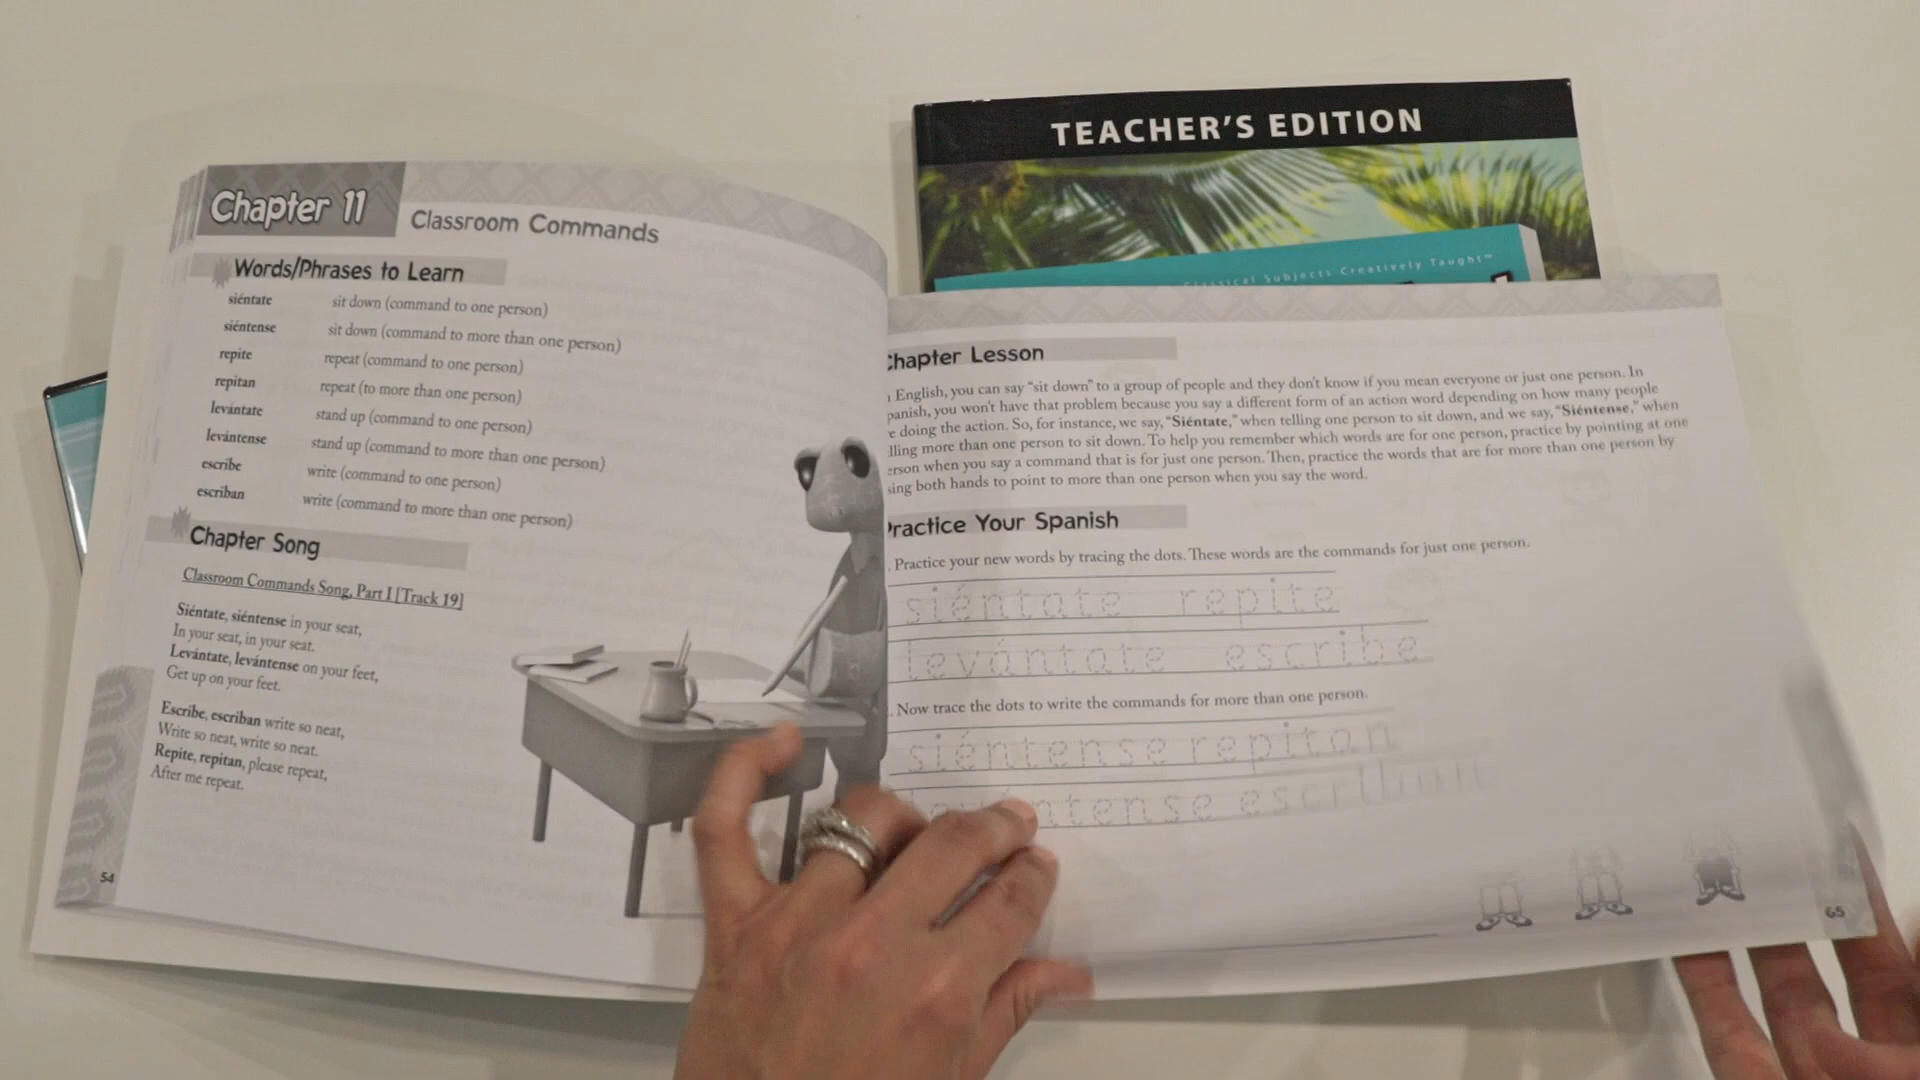 TEACHER'S EDITION
Classical Subjects Creatively Taught™
Chapter 11
Classroom Commands
Words/Phrases to Learn
siéntate sit down (command to one person)
siéntense sit down (command to more than one person)
repite repeat (command to one person)
repitan repeat (to more than one person)
levántate stand up (command to one person)
levántense stand up (command to more than one person)
escribe write (command to one person)
escriban write (command to more than one person)
Chapter Song
Classroom Commands Song, Part I [Track 19]
Siéntate, siéntense in your seat,
In your seat, in your seat.
Levántate, levántense on your feet,
Get up on your feet.
Escribe, escriban write so neat,
Write so neat, write so neat.
Repite, repitan, please repeat,
After me repeat.
54
Chapter Lesson
English, you can say "sit down" to a group of people and they don't know if you mean everyone or just one person. In
panish, you won't have that problem because you say a different form of an action word depending on how many people
e doing the action. So, for instance, we say, "Siéntate," when telling one person to sit down, and we say, "Siéntense," when
lling more than one person to sit down. To help you remember which words are for one person, practice by pointing at one
erson when you say a command that is for just one person. Then, practice the words that are for more than one person by
sing both hands to point to more than one person when you say the word.
Practice Your Spanish
. Practice your new words by tracing the dots. These words are the commands for just one person.
siéntate repite
levántate escribe
. Now trace the dots to write the commands for more than one person.
siéntense repitan
levántense escriban
65